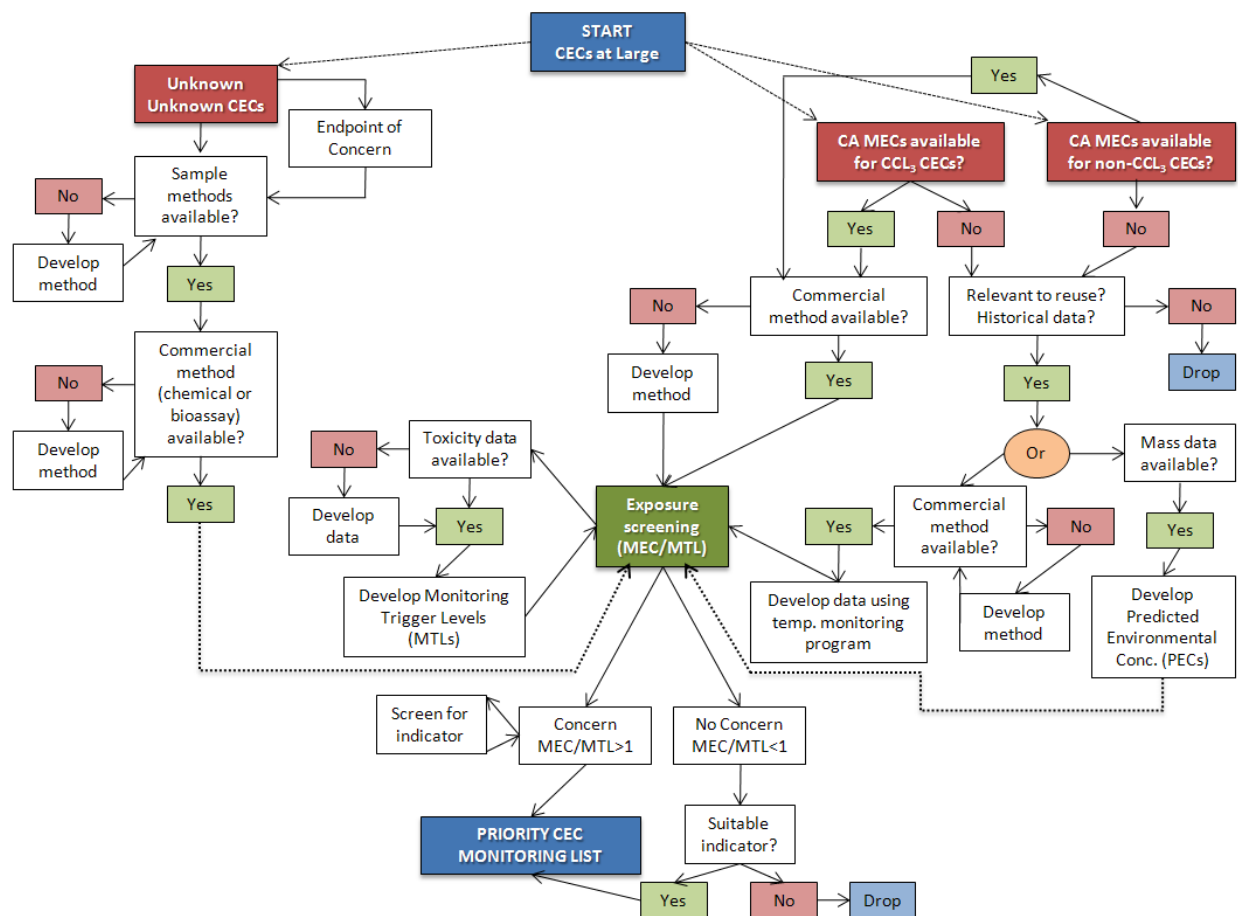 START
CECs at Large
Unknown
Unknown CECs
Yes
Endpoint of
Concern
CA MECs available
for CCL₃ CECs?
CA MECs available
for non-CCL₃ CECs?
Sample
methods
available?
No
Develop
method
Yes
Yes
No
No
Commercial
method available?
No
Relevant to reuse?
Historical data?
No
Develop
method
Yes
Yes
Drop
Commercial
method
(chemical or
bioassay)
available?
No
Develop
method
Yes
Toxicity data
available?
No
Develop
data
Yes
Develop Monitoring
Trigger Levels
(MTLs)
Exposure
screening
(MEC/MTL)
Or
Mass data
available?
Commercial
method
available?
Yes
No
Yes
Develop data using
temp. monitoring
program
Develop
method
Develop
Predicted
Environmental
Conc. (PECs)
Screen for
indicator
Concern
MEC/MTL>1
No Concern
MEC/MTL<1
PRIORITY CEC
MONITORING LIST
Suitable
indicator?
Yes
No
Drop